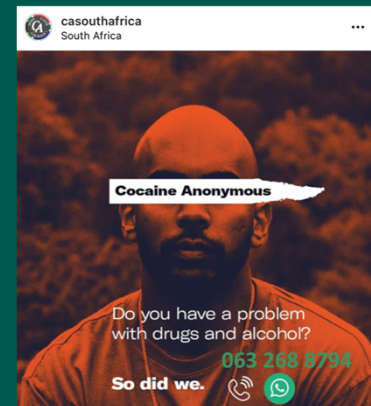 casouthafrica
South Africa
Cocaine Anonymous
Do you have a problem
with drugs and alcohol?
063 268 8794
So did we.